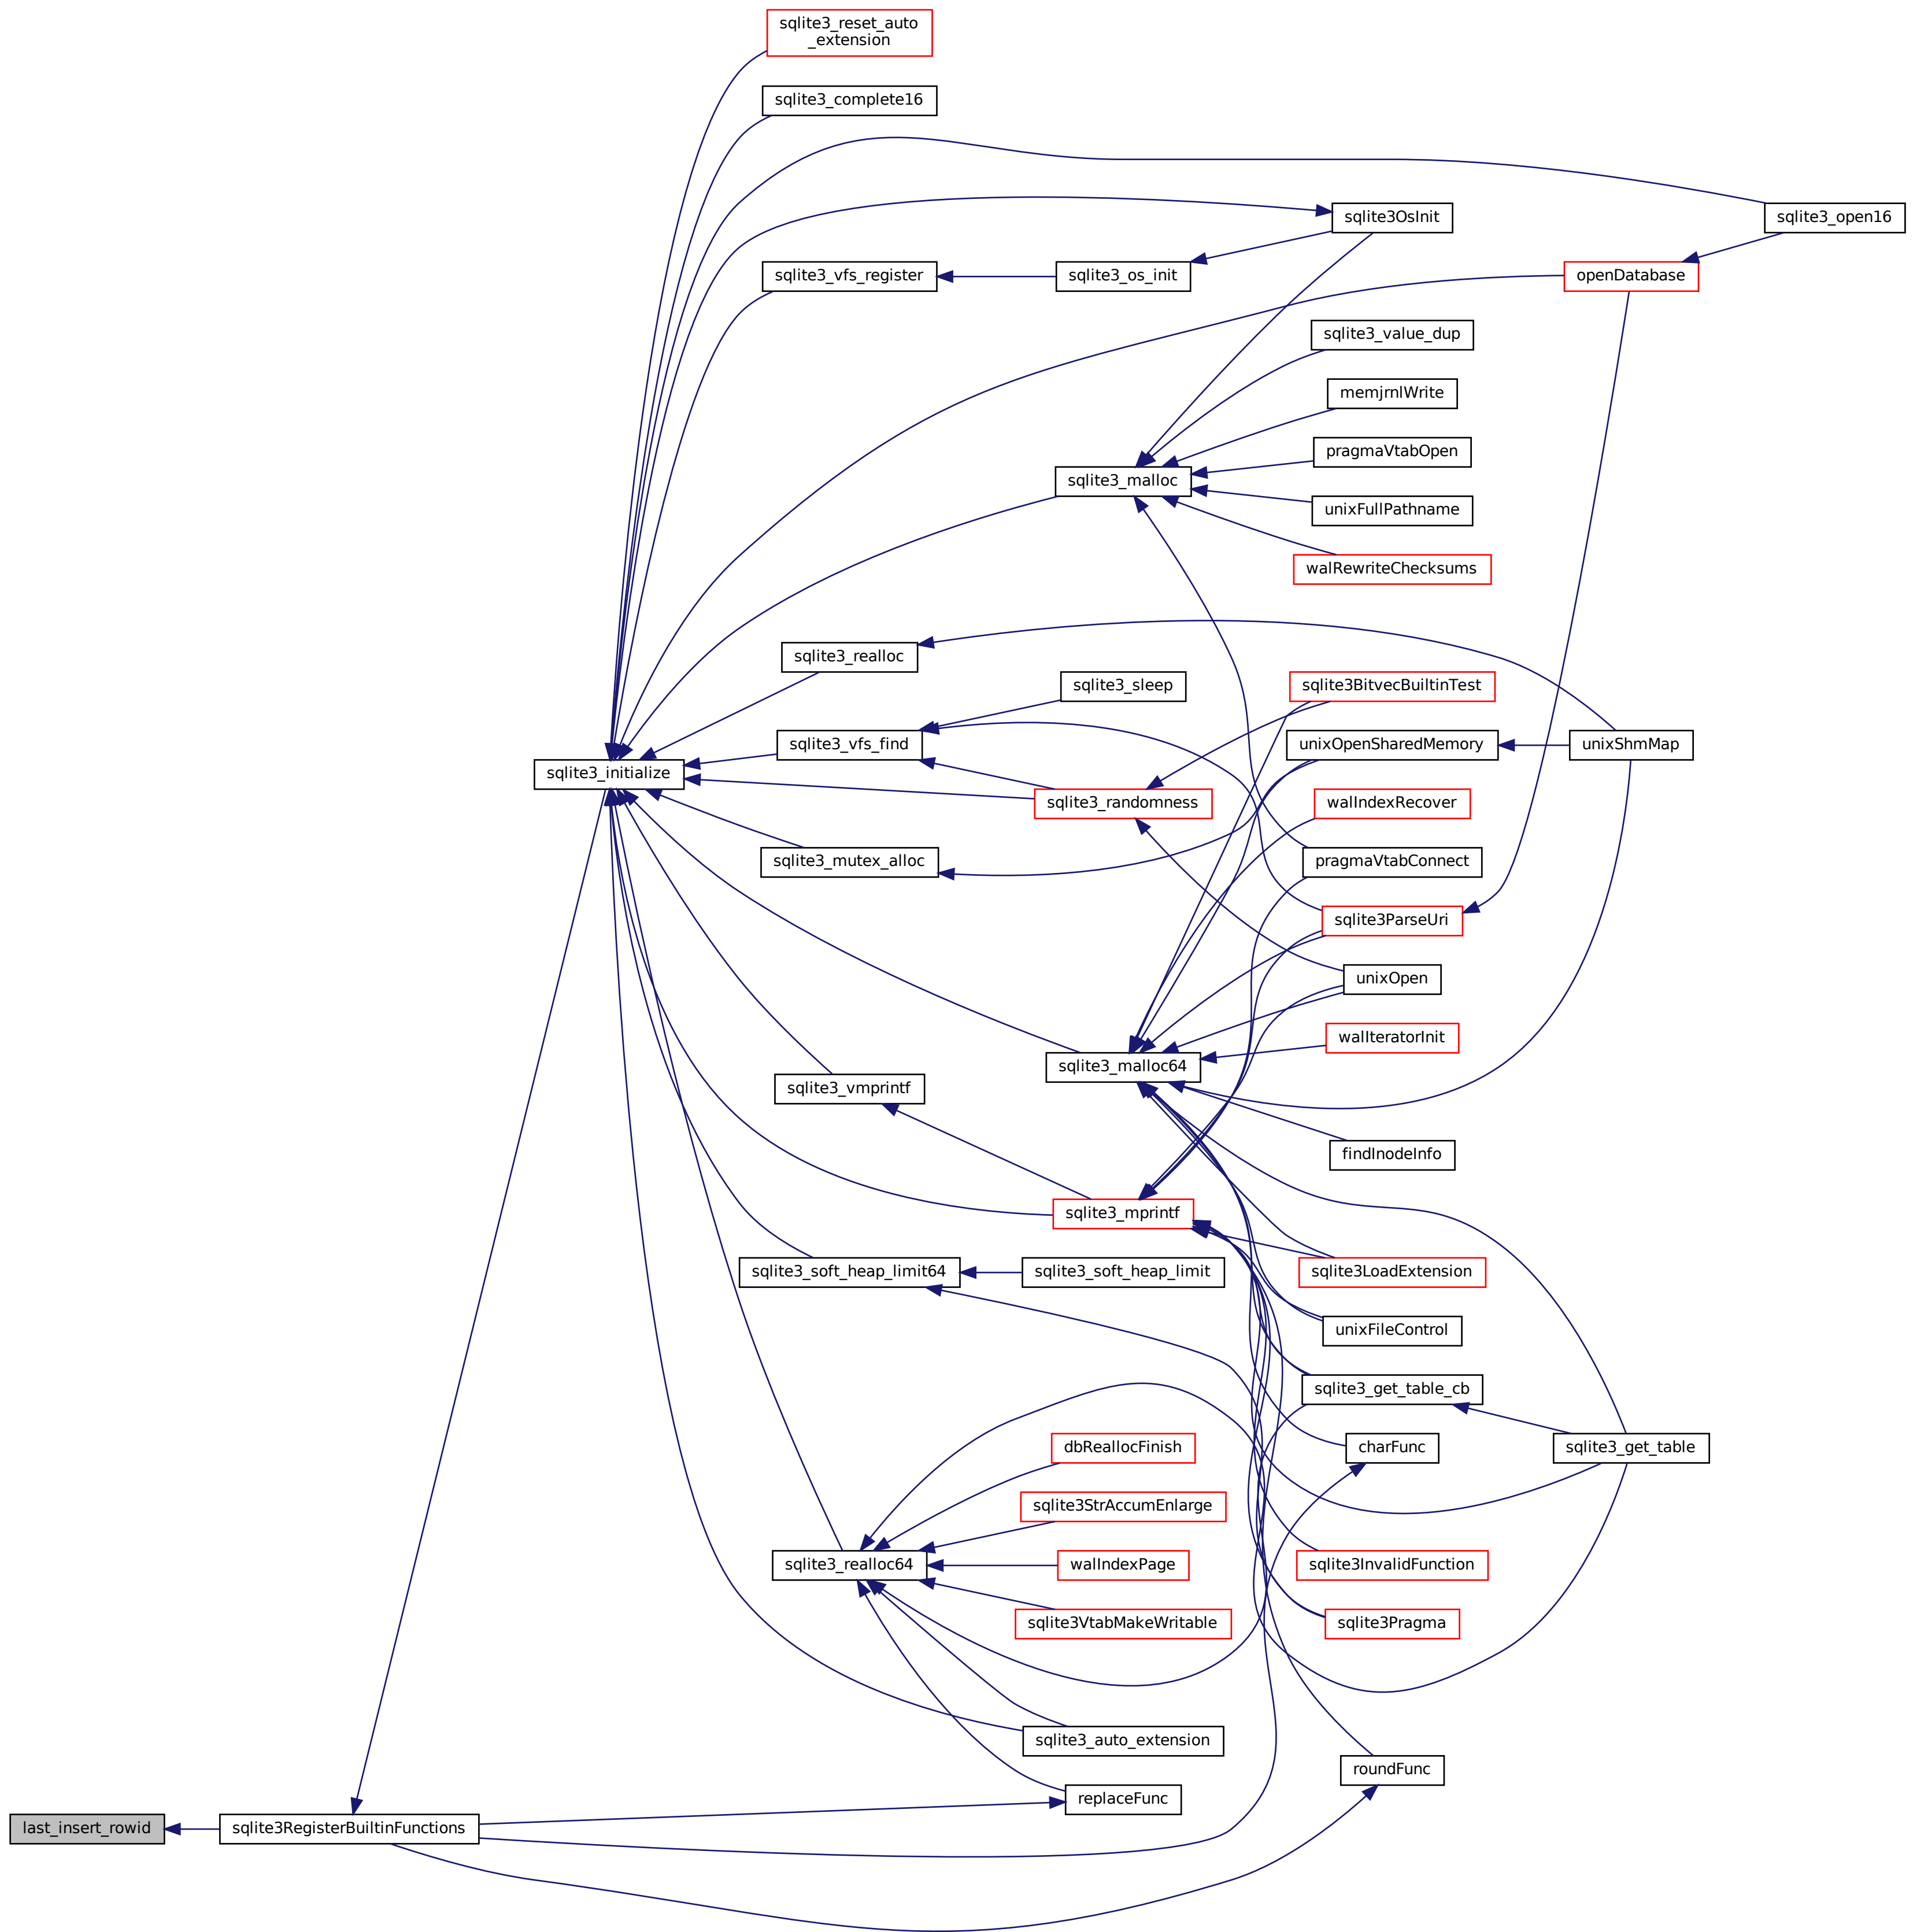 sqlite3_reset_auto
_extension
sqlite3_complete16
sqlite3OsInit
sqlite3_open16
sqlite3_vfs_register
sqlite3_os_init
openDatabase
sqlite3_value_dup
memjrnlWrite
pragmaVtabOpen
sqlite3_malloc
unixFullPathname
walRewriteChecksums
sqlite3_realloc
sqlite3_sleep
sqlite3BitvecBuiltinTest
sqlite3_vfs_find
unixOpenSharedMemory
unixShmMap
sqlite3_initialize
sqlite3_randomness
walIndexRecover
sqlite3_mutex_alloc
pragmaVtabConnect
sqlite3ParseUri
unixOpen
walIteratorInit
sqlite3_malloc64
sqlite3_vmprintf
findInodeInfo
sqlite3_mprintf
sqlite3_soft_heap_limit64
sqlite3_soft_heap_limit
sqlite3LoadExtension
unixFileControl
sqlite3_get_table_cb
dbReallocFinish
charFunc
sqlite3_get_table
sqlite3StrAccumEnlarge
sqlite3_realloc64
walIndexPage
sqlite3InvalidFunction
sqlite3VtabMakeWritable
sqlite3Pragma
sqlite3_auto_extension
roundFunc
replaceFunc
last_insert_rowid
sqlite3RegisterBuiltinFunctions